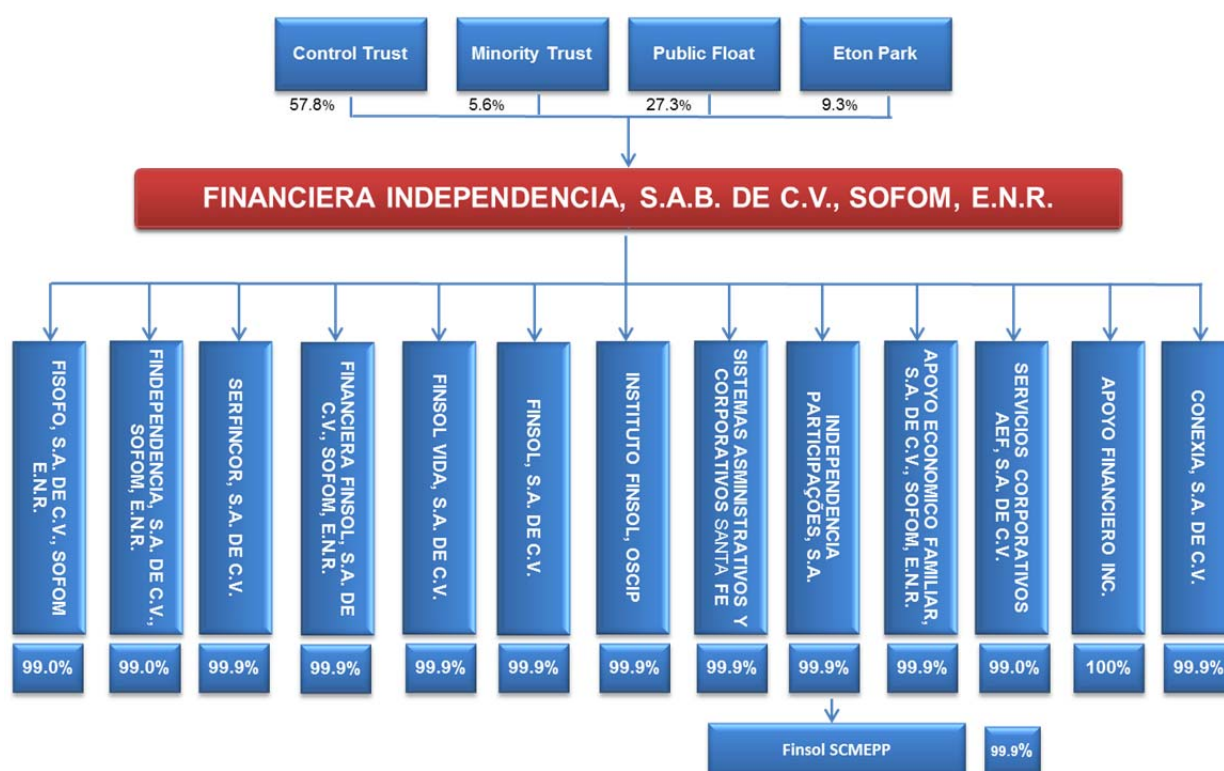 Control Trust
Minority Trust
Public Float
Eton Park
57.8%
5.6%
27.3%
9.3%
FINANCIERA INDEPENDENCIA, S.A.B. DE C.V., SOFOM, E.N.R.
FISOFO, S.A. DE C.V., SOFOM
E.N.R.
FINDEPENDENCIA, S.A. DE C.V.,
SOFOM, E.N.R.
SERFINCOR, S.A. DE C.V.
FINANCIERA FINSOL, S.A. DE
C.V., SOFOM, E.N.R.
FINSOL VIDA, S.A. DE C.V.
FINSOL, S.A. DE C.V.
INSTITUTO FINSOL, OSCIP
SISTEMAS ASMINISTRATIVOS Y
CORPORATIVOS SANTA FE
INDEPENDENCIA
PARTICIPAÇÕES, S.A.
APOYO ECONOMICO FAMILIAR,
S.A. DE C.V., SOFOM, E.N.R.
SERVICIOS CORPORATIVOS
AEF, S.A. DE C.V.
APOYO FINANCIERO INC.
CONEXIA, S.A. DE C.V.
99.0%
99.0%
99.9%
99.9%
99.9%
99.9%
99.9%
99.9%
99.9%
99.9%
99.0%
100%
99.9%
Finsol SCMEPP
99.9%